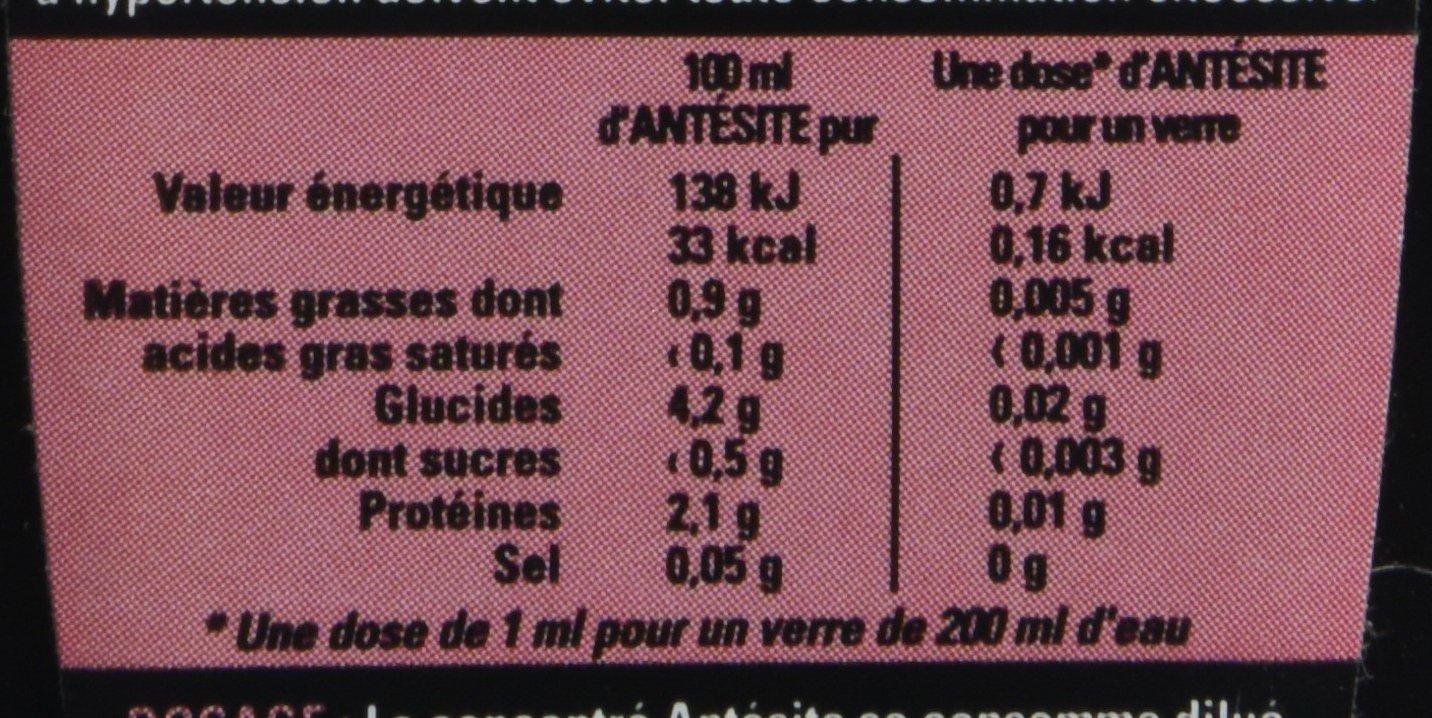 100 ml Une dose* d'ANTÉSITE
d'ANTÉSITE pur pour un verre
Valeur énergétique 138 kJ 0,7 kJ
33 kcal 0,16 kcal
Matières grasses dont 0,9 g 0,005 g
acides gras saturés < 0,1 g < 0,001 g
Glucides 4,2 g 0,02 g
dont sucres < 0,5 g < 0,003 g
Protéines 2,1 g 0,01 g
Sel 0,05 g 0 g
* Une dose de 1 ml pour un verre de 200 ml d'eau